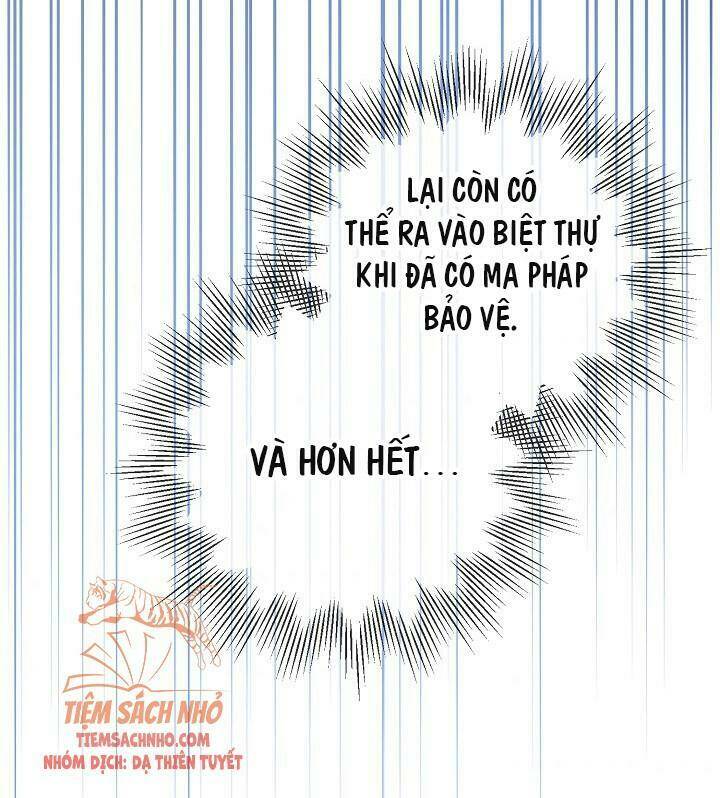 LẠI CÒN CÓ
THỂ RA VÀO BIỆT THỰ
KHI ĐÃ CÓ MA PHÁP
BẢO VỆ.
VÀ HƠN HẾT...
TIỆM SÁCH NHỎ
TIEMSACHNHO.COM
NHÓM DỊCH: DẠ THIÊN TUYẾT